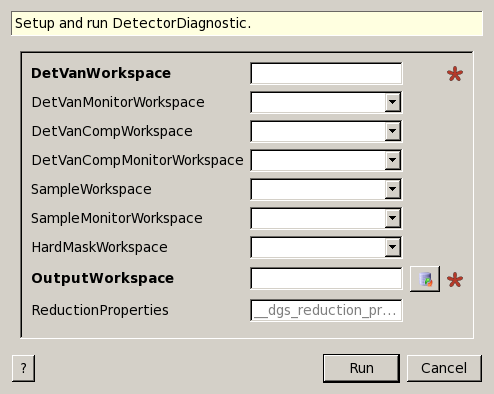 Setup and run DetectorDiagnostic.
DetVanWorkspace
DetVanMonitorWorkspace
DetVanCompWorkspace
DetVanCompMonitorWorkspace
SampleWorkspace
SampleMonitorWorkspace
HardMaskWorkspace
OutputWorkspace
ReductionProperties __dgs_reduction_pr...
? Run Cancel